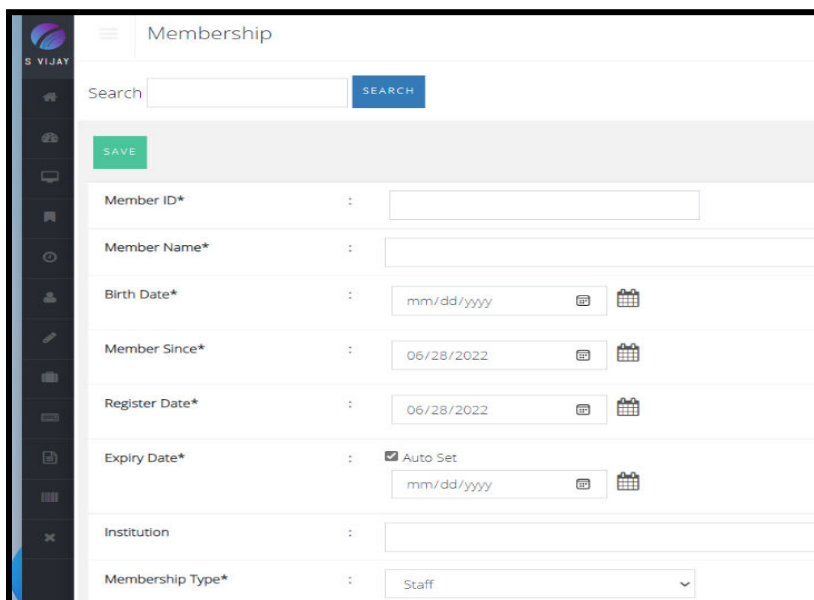 Membership
S VIJAY
Search SEARCH
SAVE
Member ID* :
Member Name* :
Birth Date* : mm/dd/yyyy
Member Since* : 06/28/2022
Register Date* : 06/28/2022
Expiry Date* : Auto Set
mm/dd/yyyy
Institution :
Membership Type* : Staff